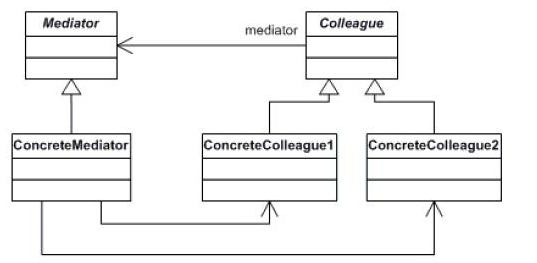 Mediator
mediator
Colleague
ConcreteMediator
ConcreteColleague1
ConcreteColleague2